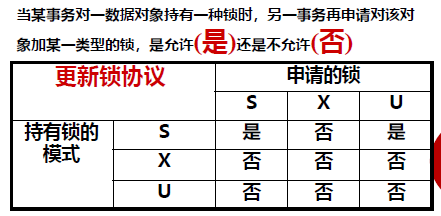 当某事务对一数据对象持有一种锁时，另一事务再申请对该对
象加某一类型的锁，是允许(是)还是不允许(否)
更新锁协议 申请的锁
S X U
持有锁的 S 是 否 是
模式 X 否 否 否
U 否 否 否